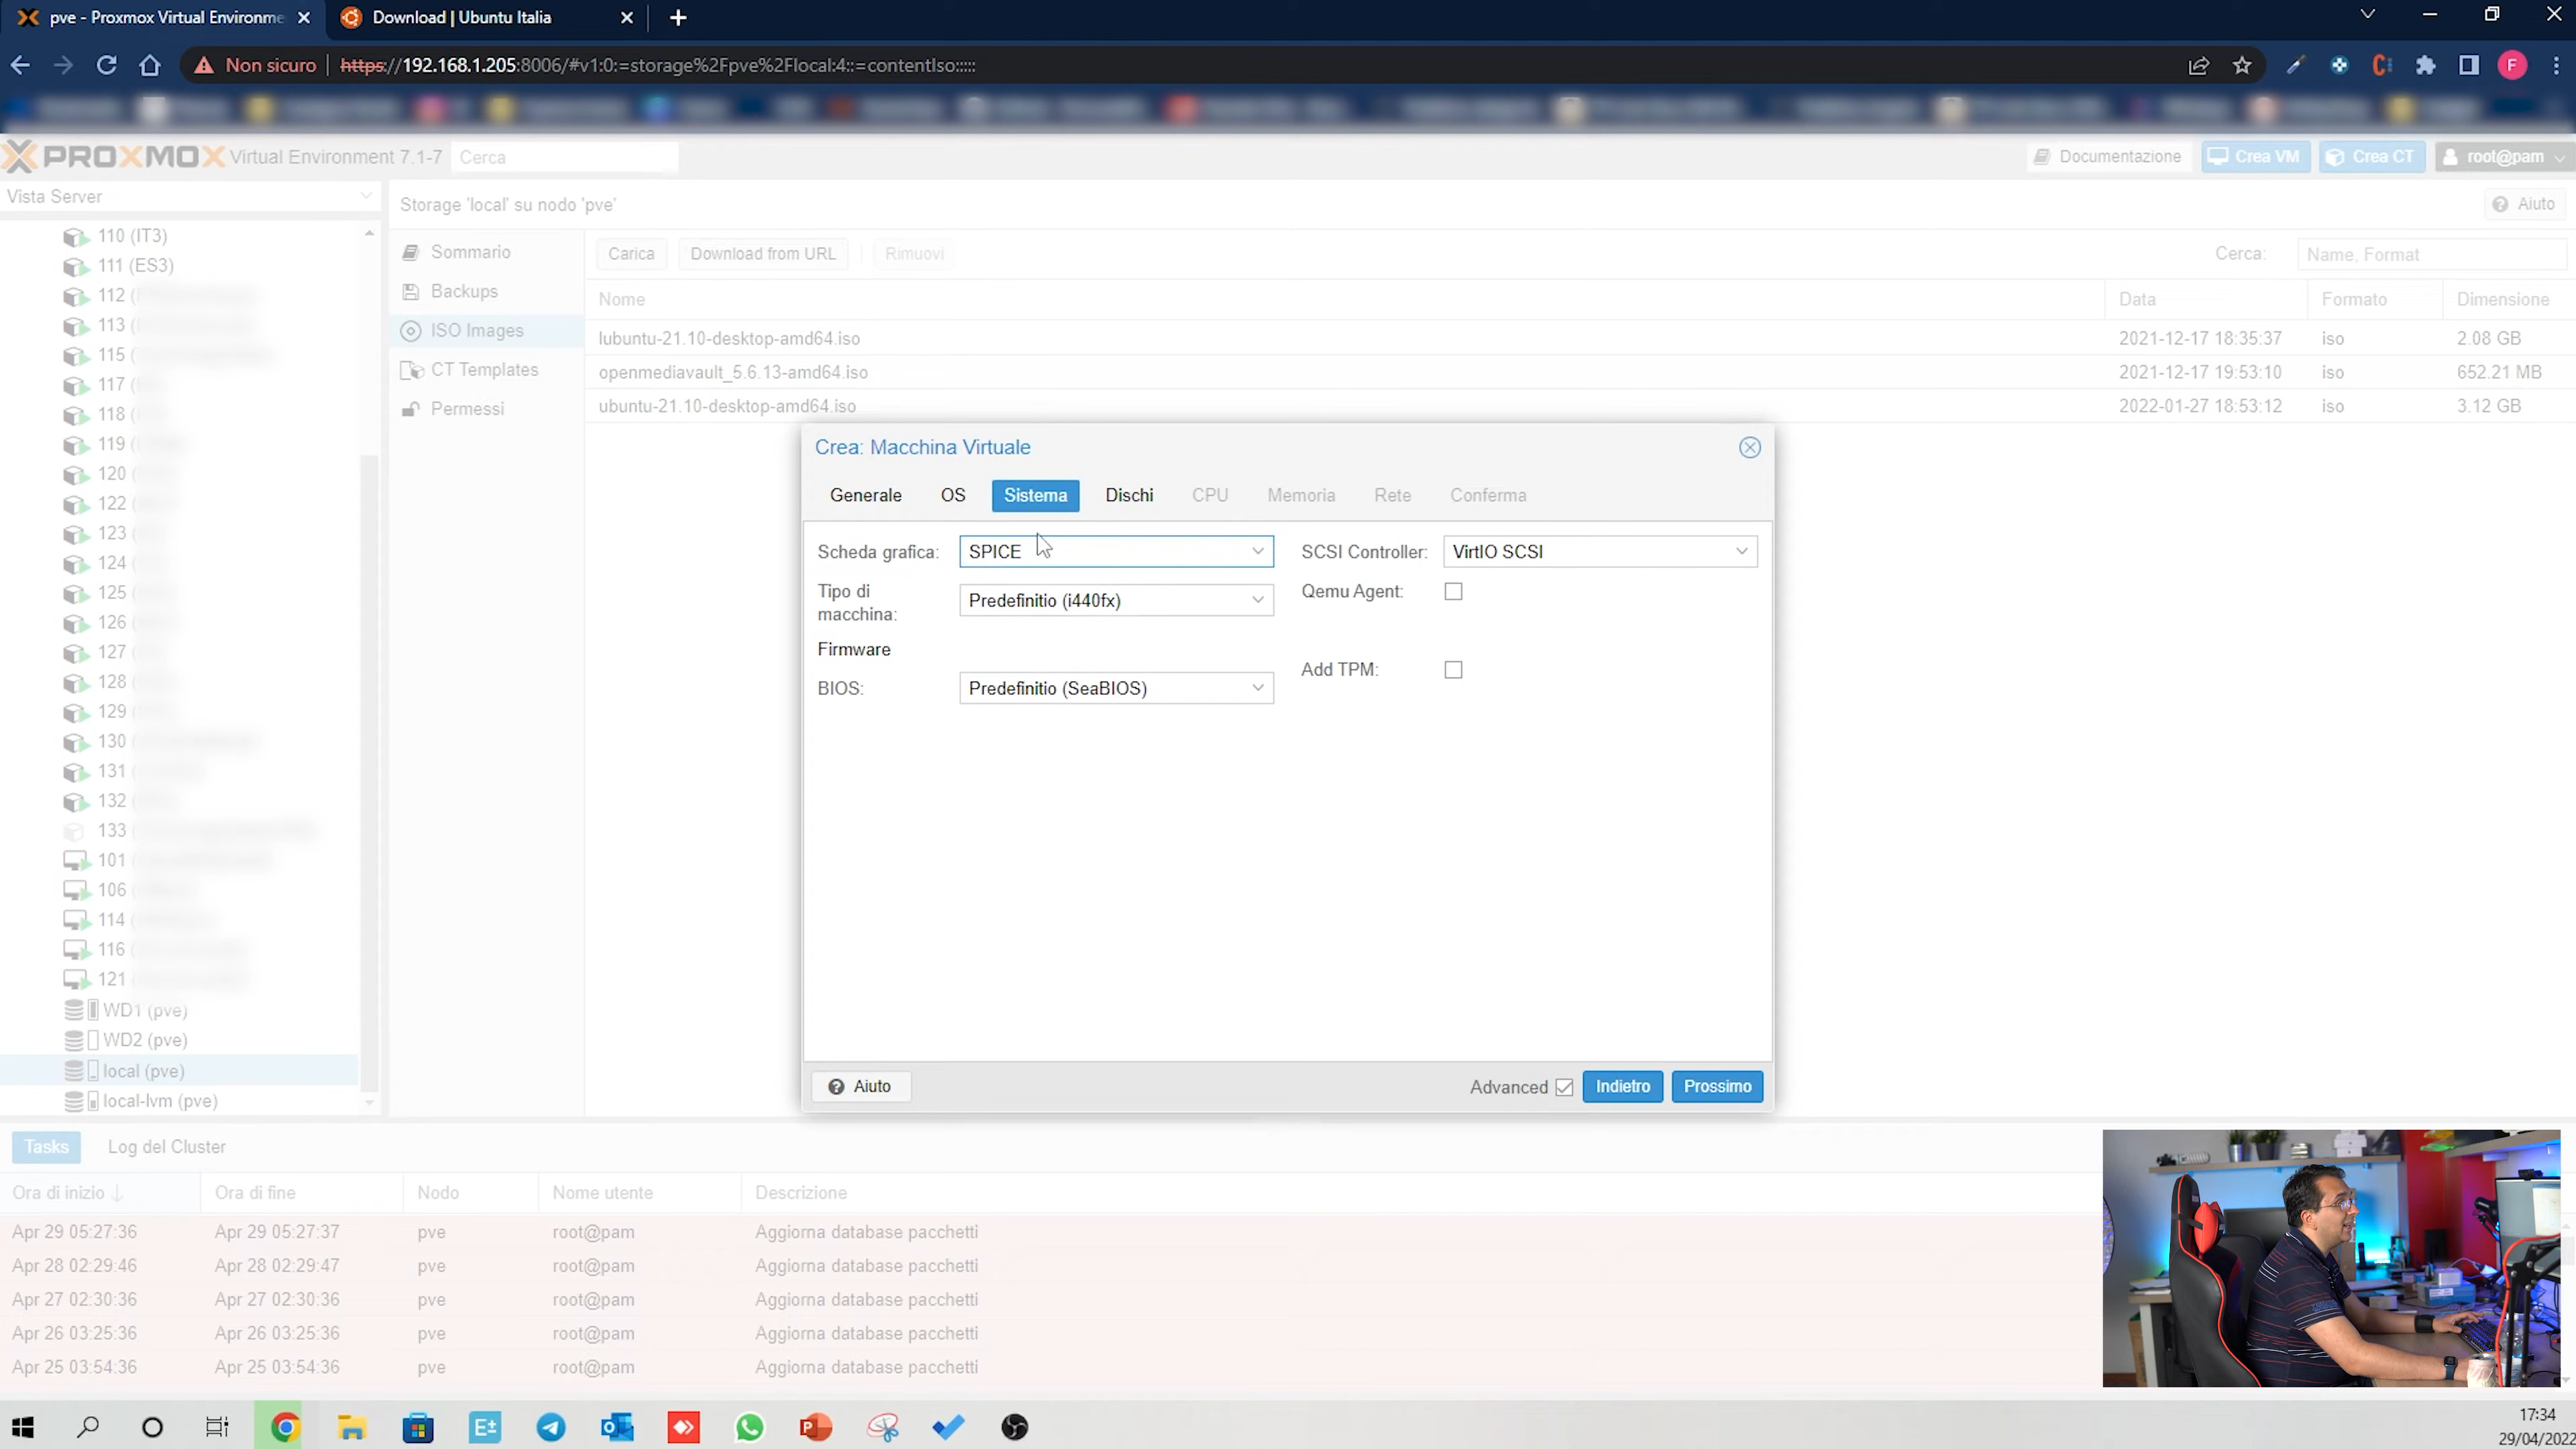 pve - Proxmox Virtual Environme
Download | Ubuntu Italia
Non sicuro https://192.168.1.205:8006/#v1:0:=storage%2Fpve%2Flocal:4::=contentIso:::::
F
PROXMOX Virtual Environment 7.1-7 Cerca
Documentazione Crea VM Crea CT root@pam
Vista Server
Storage 'local' su nodo 'pve'
Aiuto
110 (IT3)
111 (ES3)
112
113
115
117
118
119
120
122
123
124
125
126
127
128
129
130
131
132
133
101
106
114
116
121
WD1 (pve)
WD2 (pve)
local (pve)
local-lvm (pve)
Sommario
Backups
ISO Images
CT Templates
Permessi
Carica Download from URL Rimuovi Cerca: Name, Format
Nome Data Formato Dimensione
lubuntu-21.10-desktop-amd64.iso 2021-12-17 18:35:37 iso 2.08 GB
openmediavault_5.6.13-amd64.iso 2021-12-17 19:53:10 iso 652.21 MB
ubuntu-21.10-desktop-amd64.iso 2022-01-27 18:53:12 iso 3.12 GB
Crea: Macchina Virtuale
Generale OS Sistema Dischi CPU Memoria Rete Conferma
Scheda grafica: SPICE SCSI Controller: VirtIO SCSI
Tipo di macchina: Predefinitio (i440fx) Qemu Agent:
Firmware
Add TPM:
BIOS: Predefinitio (SeaBIOS)
Aiuto Advanced Indietro Prossimo
Tasks Log del Cluster
Ora di inizio Ora di fine Nodo Nome utente Descrizione
Apr 29 05:27:36 Apr 29 05:27:37 pve root@pam Aggiorna database pacchetti
Apr 28 02:29:46 Apr 28 02:29:47 pve root@pam Aggiorna database pacchetti
Apr 27 02:30:36 Apr 27 02:30:36 pve root@pam Aggiorna database pacchetti
Apr 26 03:25:36 Apr 26 03:25:36 pve root@pam Aggiorna database pacchetti
Apr 25 03:54:36 Apr 25 03:54:36 pve root@pam Aggiorna database pacchetti
17:34
29/04/2022